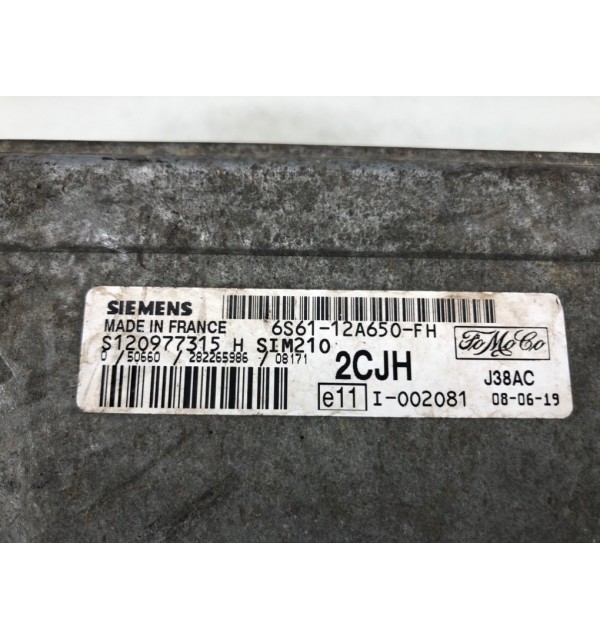 SIEMENS
MADE IN FRANCE 6S61-12A650-FH
S120977315 H SIM210
0 / 50660 / 282265986 / 08171
2CJH
FoMoCo
J38AC
e11 I-002081 08-06-19